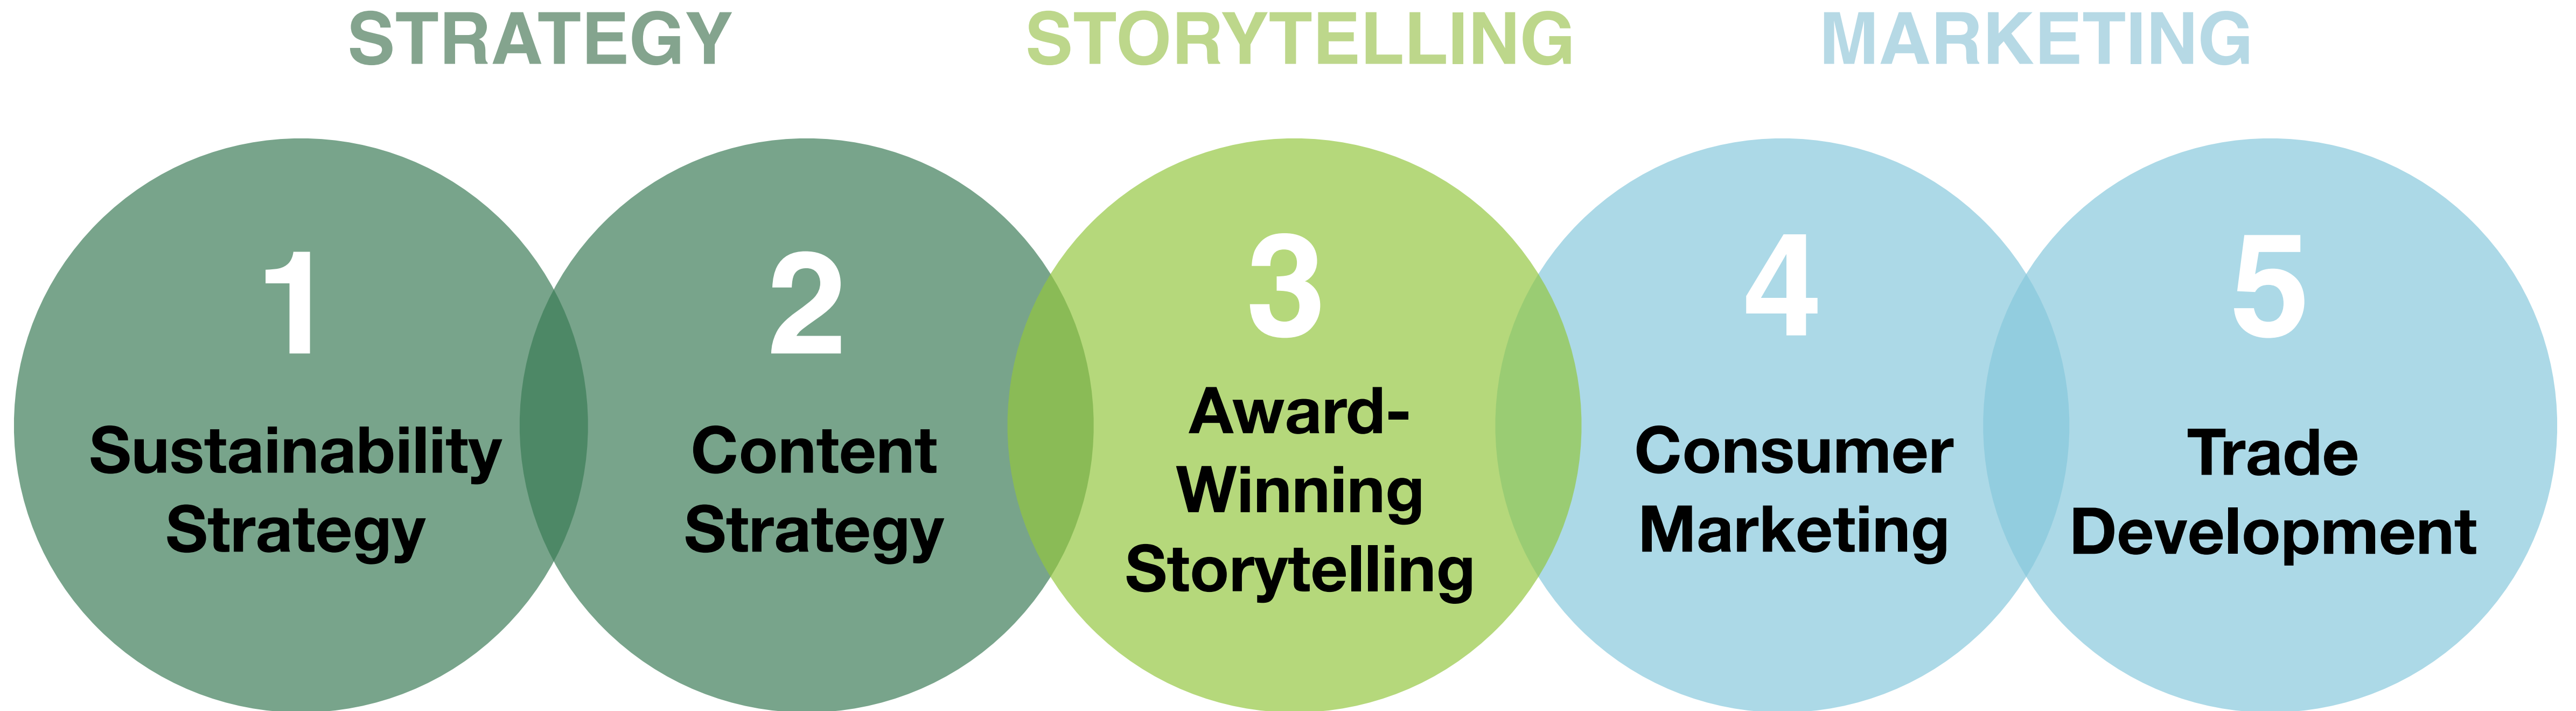 STRATEGY
STORYTELLING
MARKETING
1
Sustainability
Strategy
2
Content
Strategy
3
Award-
Winning
Storytelling
4
Consumer
Marketing
5
Trade
Development